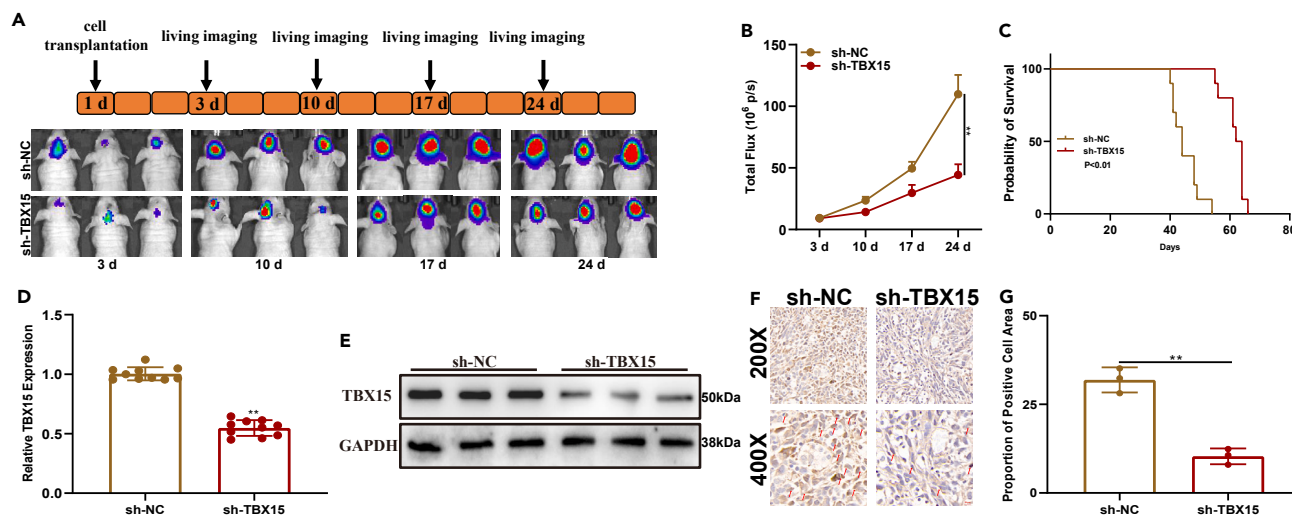 A
cell
transplantation
living imaging
living imaging
living imaging
living imaging
1 d
3 d
10 d
17 d
24 d
sh-NC
sh-TBX15
3 d
10 d
17 d
24 d
B
sh-NC
sh-TBX15
Total Flux (10⁶ p/s)
150
100
50
0
**
3 d
10 d
17 d
24 d
C
Probability of Survival
100
50
0
sh-NC
sh-TBX15
P<0.01
0
20
40
60
80
Days
D
Relative TBX15 Expression
1.5
1.0
0.5
0.0
**
sh-NC
sh-TBX15
E
sh-NC
sh-TBX15
TBX15
50kDa
GAPDH
38kDa
F
sh-NC
sh-TBX15
200X
400X
G
Proportion of Positive Cell Area
50
25
0
**
sh-NC
sh-TBX15